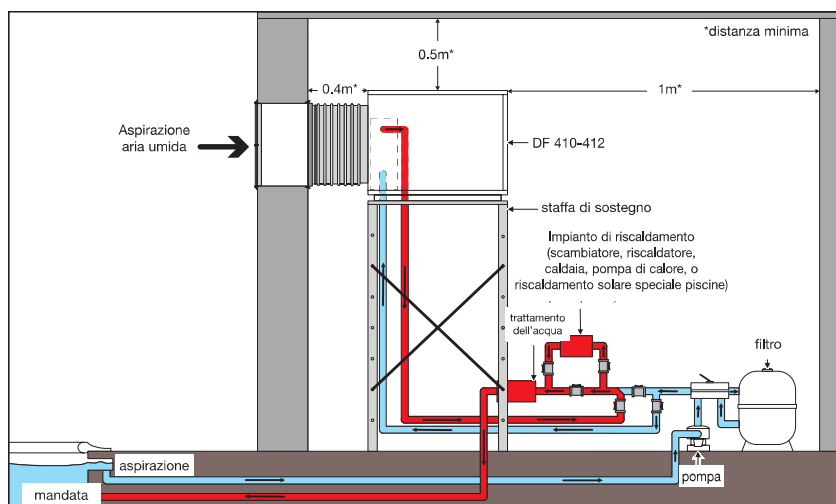 *distanza minima
0.5m*
0.4m*
1m*
Aspirazione
aria umida
DF 410-412
staffa di sostegno
Impianto di riscaldamento
(scambiatore, riscaldatore,
caldaia, pompa di calore, o
riscaldamento solare speciale piscine)
trattamento
dell'acqua
filtro
aspirazione
pompa
mandata